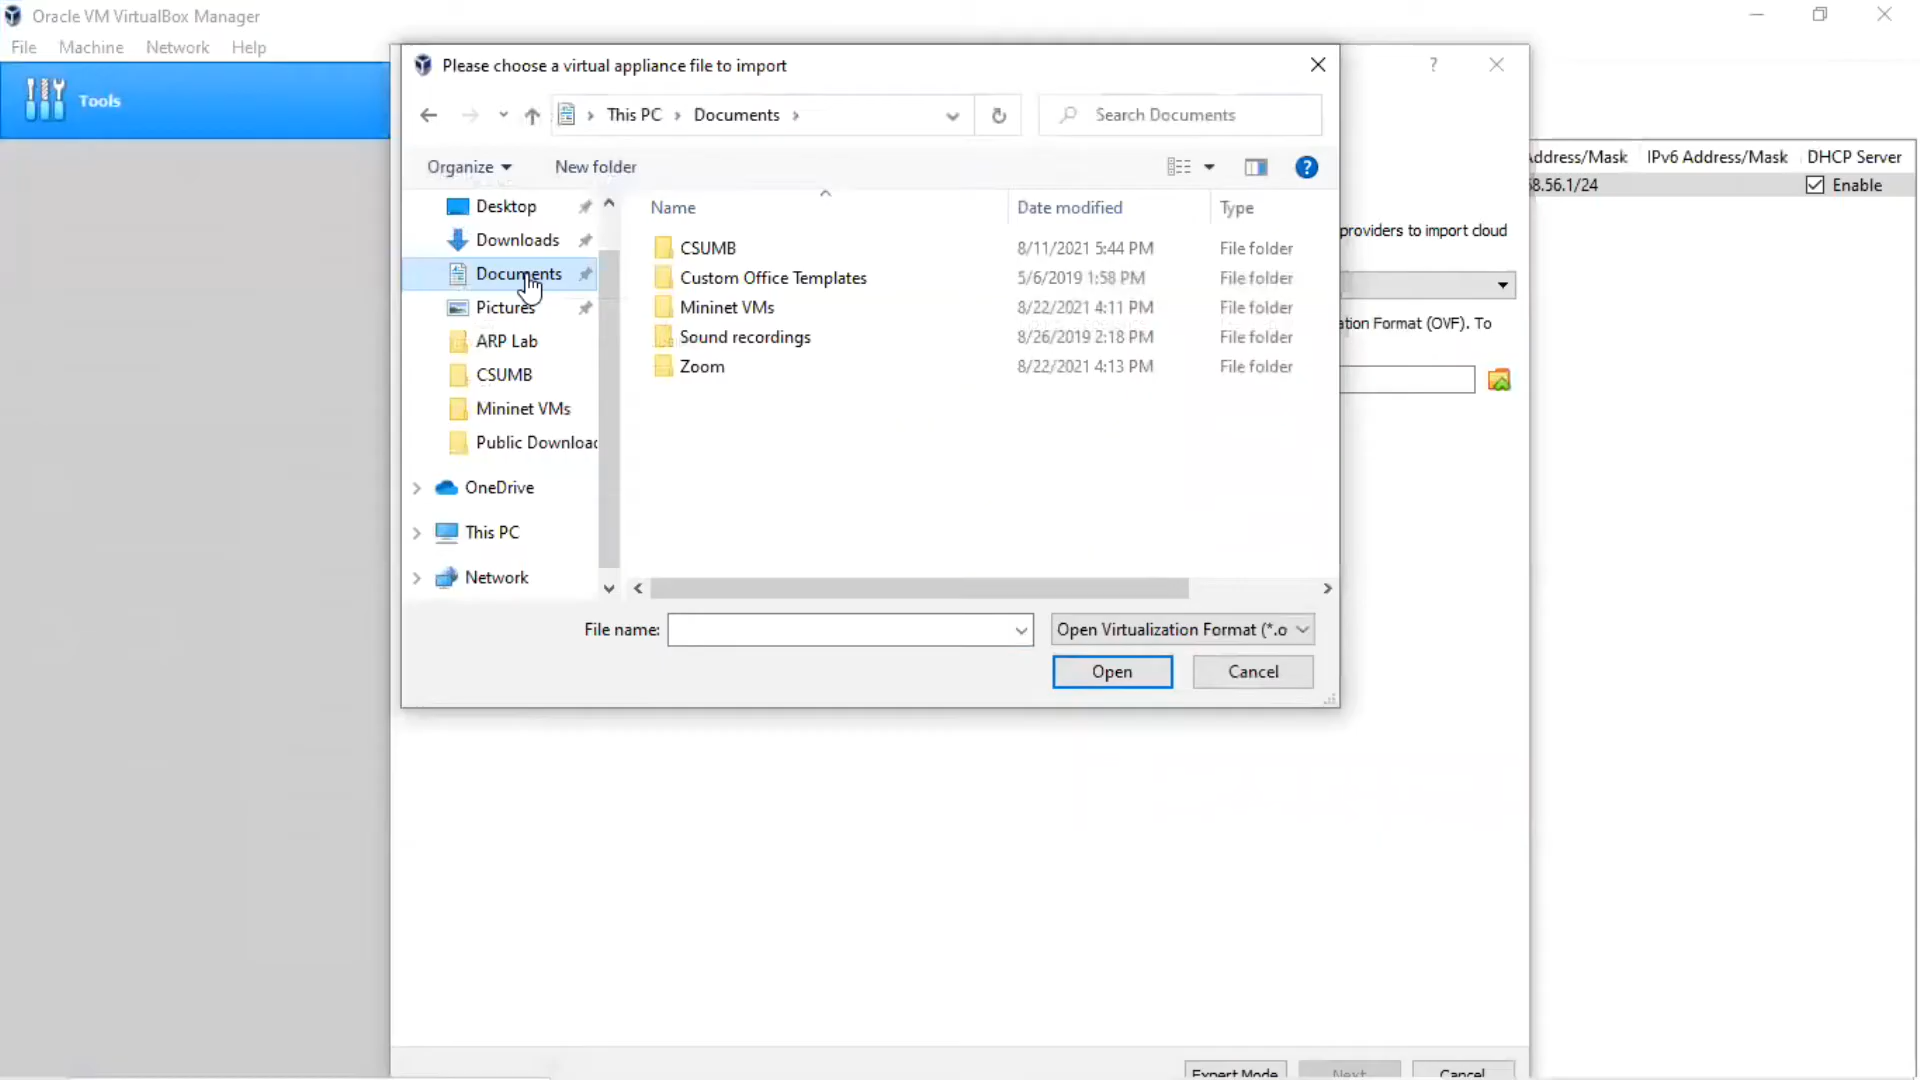 Oracle VM VirtualBox Manager
File Machine Network Help
Tools
Please choose a virtual appliance file to import
?
This PC › Documents ›
Search Documents
Organize
New folder
?
Desktop
Downloads
Documents
Pictures
ARP Lab
CSUMB
Mininet VMs
Public Downloa
OneDrive
This PC
Network
Name Date modified Type
CSUMB 8/11/2021 5:44 PM File folder
Custom Office Templates 5/6/2019 1:58 PM File folder
Mininet VMs 8/22/2021 4:11 PM File folder
Sound recordings 8/26/2019 2:18 PM File folder
Zoom 8/22/2021 4:13 PM File folder
File name:
Open Virtualization Format (*.o
Open Cancel
Address/Mask IPv6 Address/Mask DHCP Server
58.56.1/24 Enable
providers to import cloud
ation Format (OVF). To
Expert Mode Next Cancel